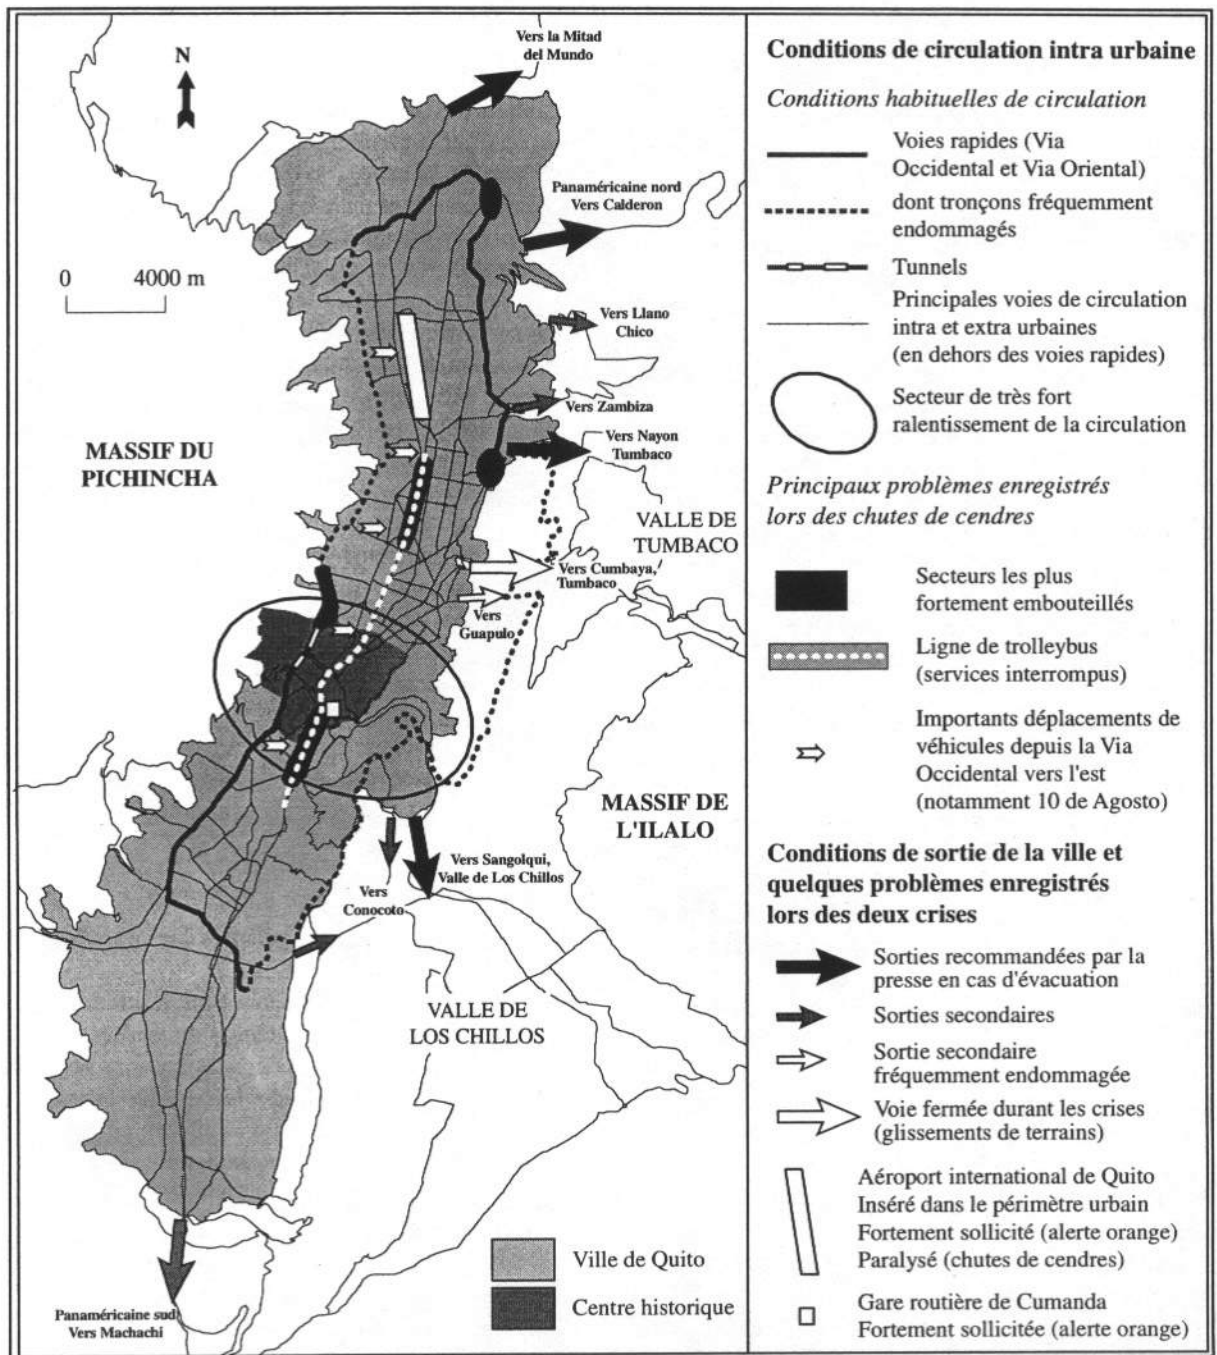 Vers la Mitad
del Mundo
N
Panaméricaine nord
Vers Calderon
0 4000 m
Vers Llano
Chico
Vers Zambiza
MASSIF DU
PICHINCHA
Vers Nayon
Tumbaco
VALLE DE
TUMBACO
Vers Cumbaya,
Tumbaco
Vers
Guapulo
MASSIF DE
L'ILALO
Vers Sangolqui,
Valle de Los Chillos
Vers
Conocoto
VALLE DE
LOS CHILLOS
Panaméricaine sud
Vers Machachi
Ville de Quito
Centre historique
Conditions de circulation intra urbaine
Conditions habituelles de circulation
Voies rapides (Via
Occidental et Via Oriental)
dont tronçons fréquemment
endommagés
Tunnels
Principales voies de circulation
intra et extra urbaines
(en dehors des voies rapides)
Secteur de très fort
ralentissement de la circulation
Principaux problèmes enregistrés
lors des chutes de cendres
Secteurs les plus
fortement embouteillés
Ligne de trolleybus
(services interrompus)
Importants déplacements de
véhicules depuis la Via
Occidental vers l'est
(notamment 10 de Agosto)
Conditions de sortie de la ville et
quelques problèmes enregistrés
lors des deux crises
Sorties recommandées par la
presse en cas d'évacuation
Sorties secondaires
Sortie secondaire
fréquemment endommagée
Voie fermée durant les crises
(glissements de terrains)
Aéroport international de Quito
Inséré dans le périmètre urbain
Fortement sollicité (alerte orange)
Paralysé (chutes de cendres)
Gare routière de Cumanda
Fortement sollicitée (alerte orange)